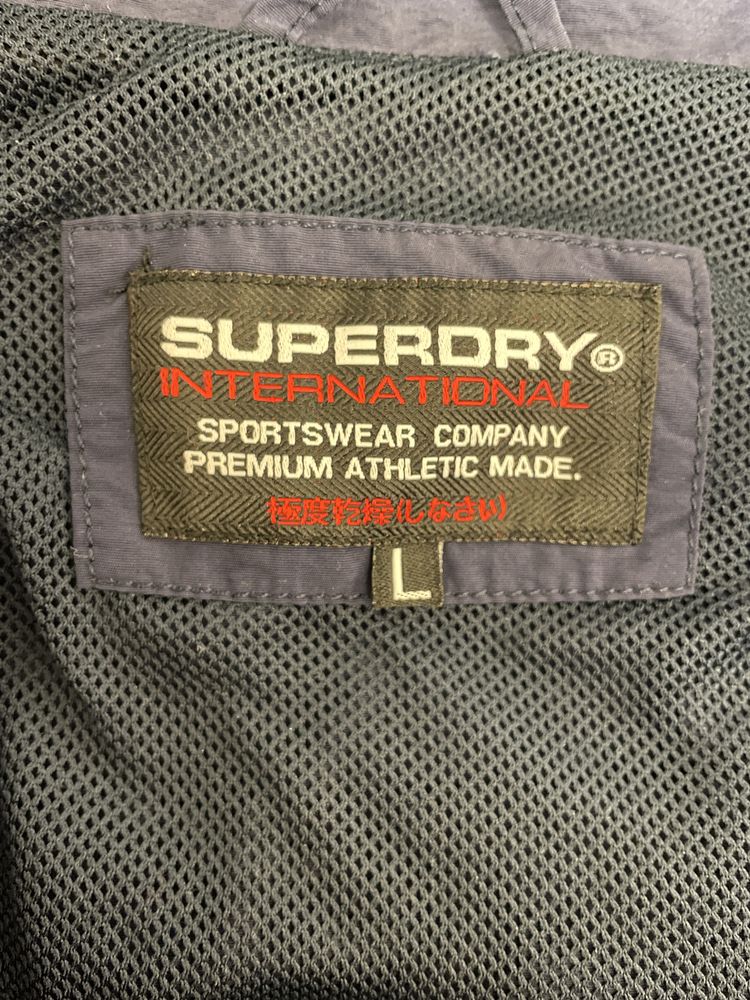 SUPERDRY®
INTERNATIONAL
SPORTSWEAR COMPANY
PREMIUM ATHLETIC MADE.
極度乾燥(しなさい)
L